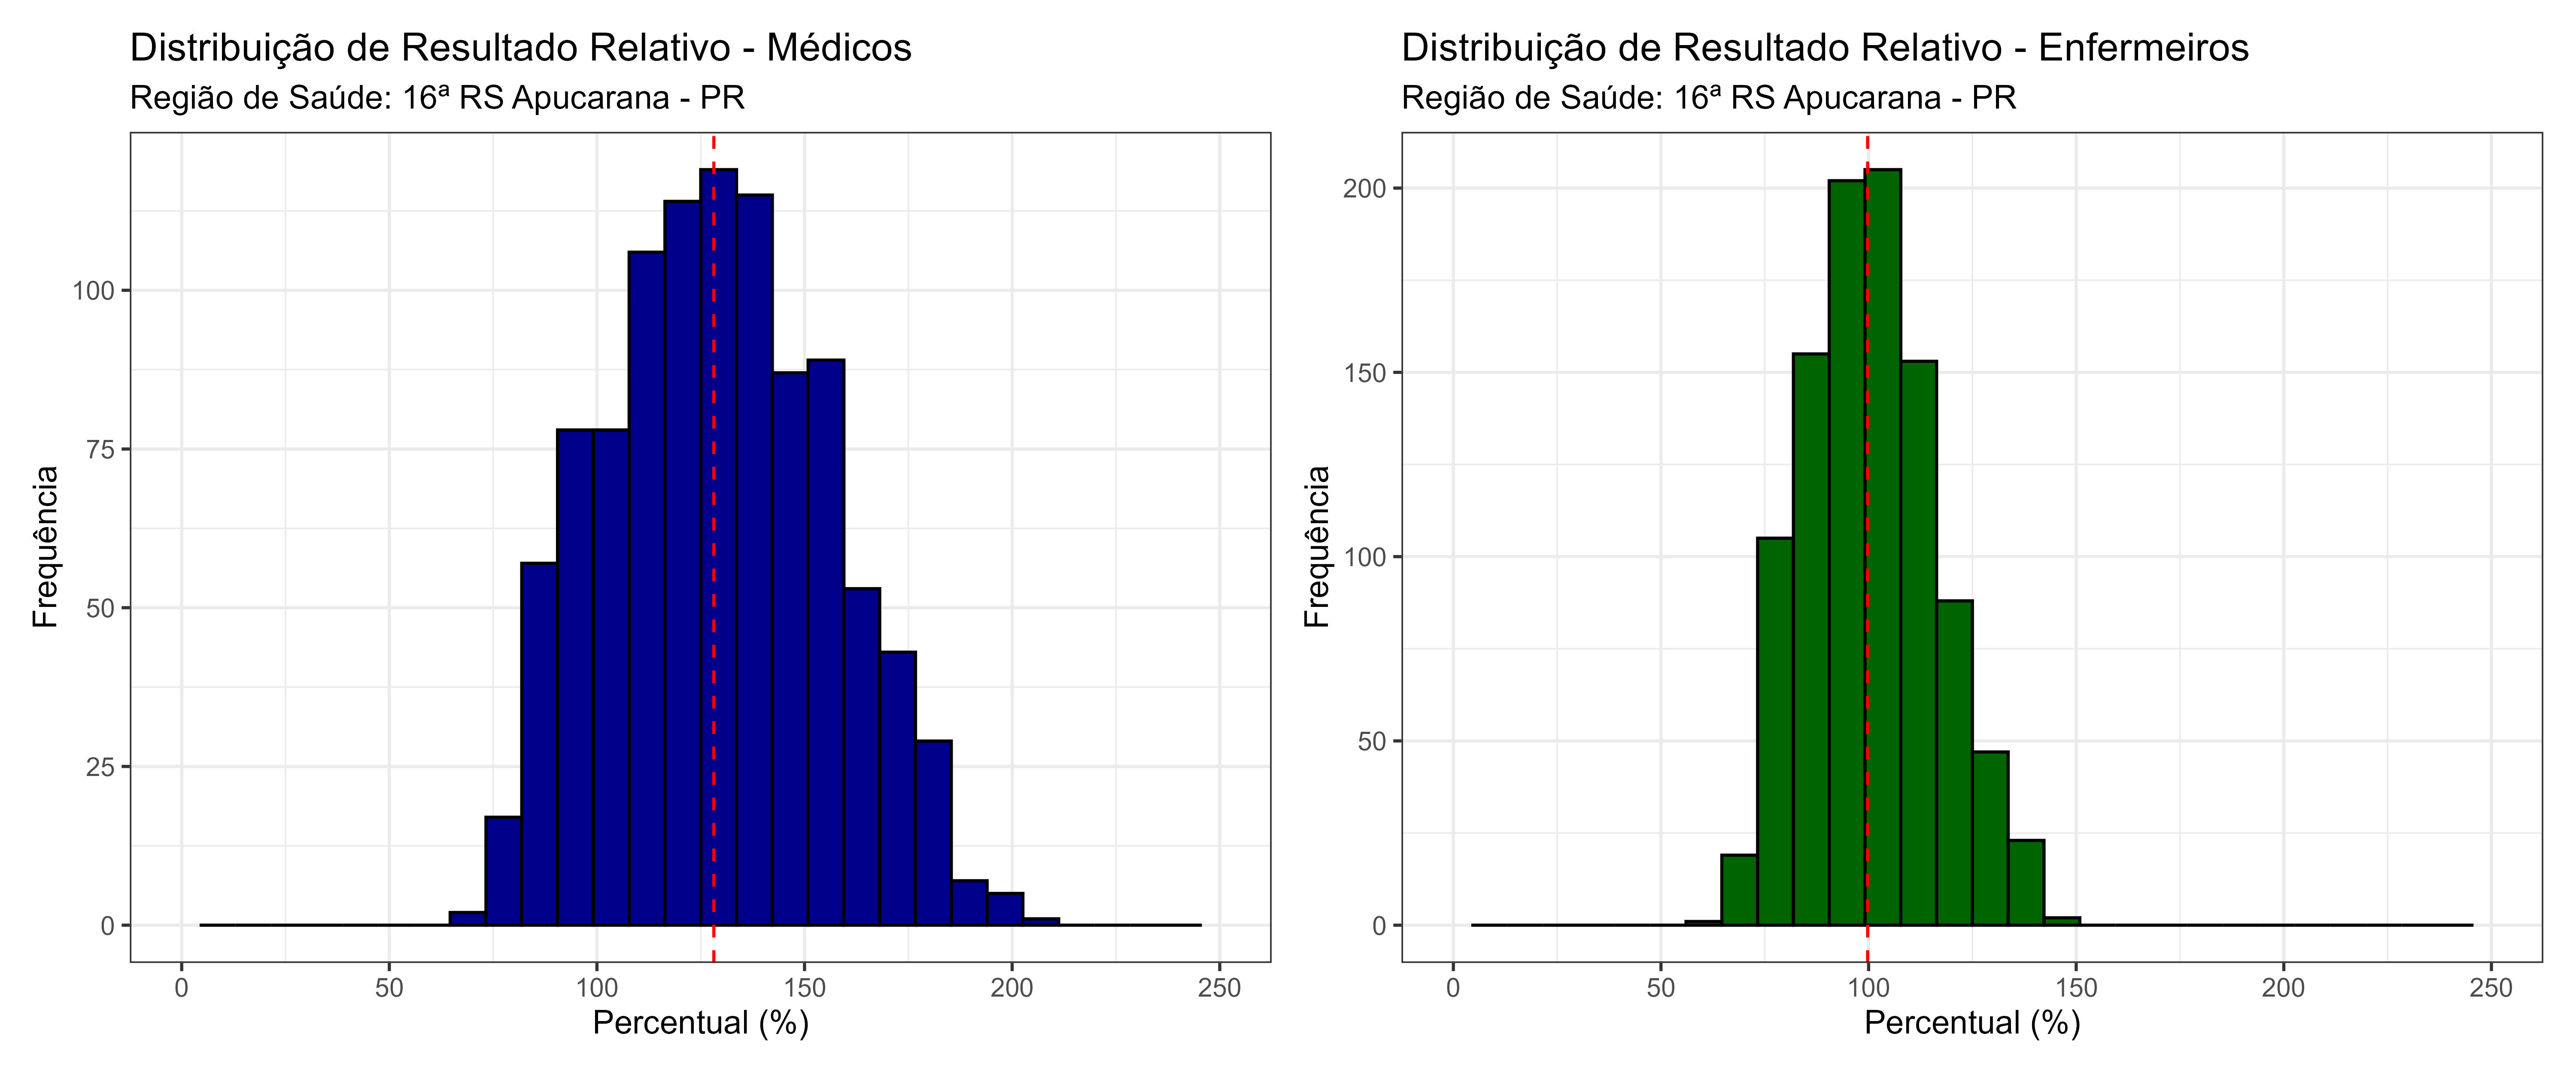 Distribuição de Resultado Relativo - Médicos
Região de Saúde: 16ª RS Apucarana - PR
Frequência
100
75
50
25
0
0 50 100 150 200 250
Percentual (%)
Distribuição de Resultado Relativo - Enfermeiros
Região de Saúde: 16ª RS Apucarana - PR
Frequência
200
150
100
50
0
0 50 100 150 200 250
Percentual (%)